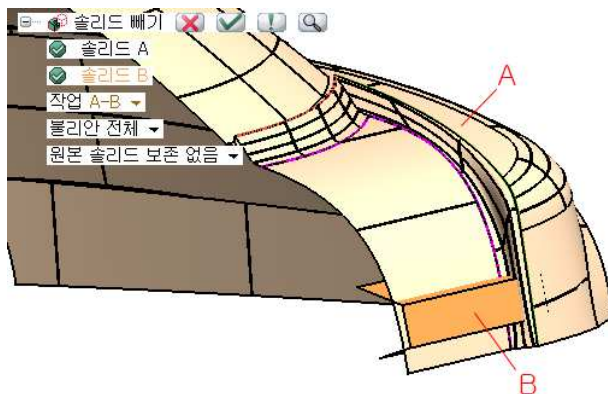 솔리드 빼기
솔리드 A
솔리드 B
작업 A-B
불리안 전체
원본 솔리드 보존 없음
A
B